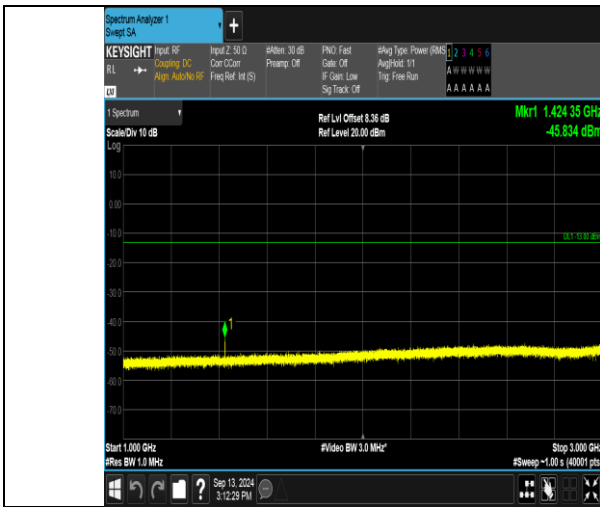 Spectrum Analyzer 1
Swept SA
+
KEYSIGHT Input: RF Input Z: 50 Ω #Atten: 30 dB PNO: Fast #Avg Type: Power (RMS 1 2 3 4 5 6
RL Coupling: DC Corr CCorr Preamp: Off Gate: Off Avg|Hold: 1/1 A W W W W W
Align: Auto/No RF Freq Ref: Int (S) IF Gain: Low Trig: Free Run
Sig Track: Off A A A A A A
LXI
1 Spectrum Ref Lvl Offset 8.36 dB Mkr1 1.424 35 GHz
Scale/Div 10 dB Ref Level 20.00 dBm -45.834 dBm
Log
10.0
0.00
-10.0
DL1 -13.00 dBm
-20.0
-30.0
-40.0
1
-50.0
-60.0
-70.0
Start 1.000 GHz #Video BW 3.0 MHz* Stop 3.000 GHz
#Res BW 1.0 MHz #Sweep ~1.00 s (40001 pts
? Sep 13, 2024
3:12:29 PM